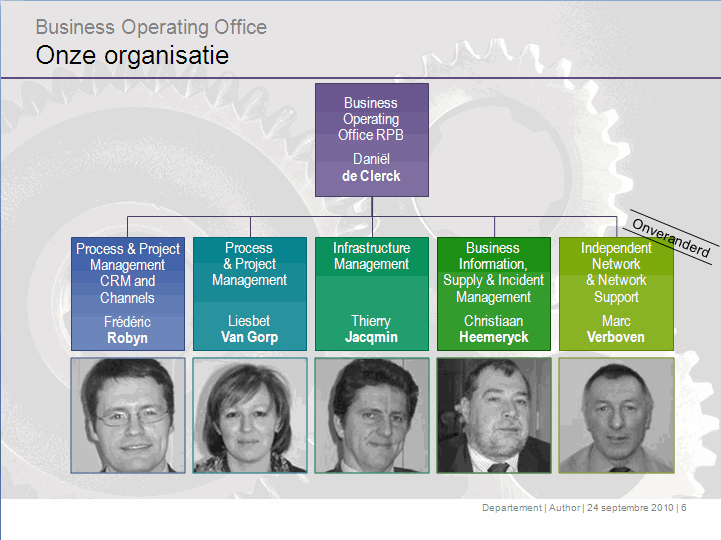 Business Operating Office
Onze organisatie
Business
Operating
Office RPB
Daniël
de Clerck
Onveranderd
Process & Project
Management
CRM and
Channels
Frédéric
Robyn
Process
& Project
Management
Liesbet
Van Gorp
Infrastructure
Management
Thierry
Jacqmin
Business
Information,
Supply & Incident
Management
Christiaan
Heemeryck
Independent
Network
& Network
Support
Marc
Verboven
Departement | Author | 24 septembre 2010 | 6